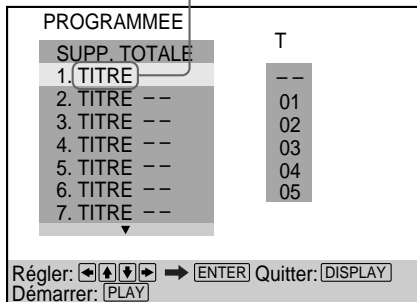 PROGRAMMEE
T
SUPP. TOTALE
1. TITRE
– –
2. TITRE – –
01
3. TITRE – –
02
4. TITRE – –
03
5. TITRE – –
04
6. TITRE – –
05
7. TITRE – –
Régler: ENTER Quitter: DISPLAY
Démarrer: PLAY